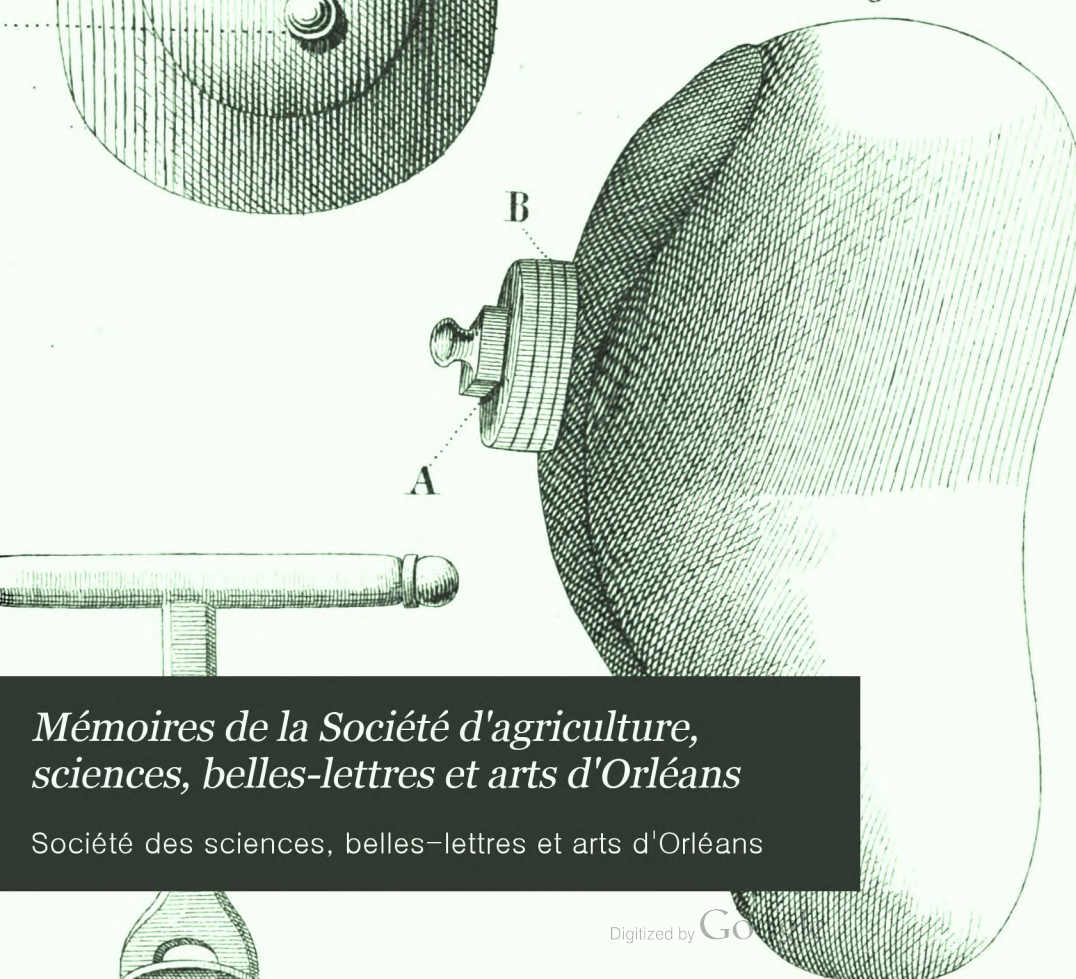 B
A
Mémoires de la Société d'agriculture,
sciences, belles-lettres et arts d'Orléans
Société des sciences, belles-lettres et arts d'Orléans
Digitized by Google